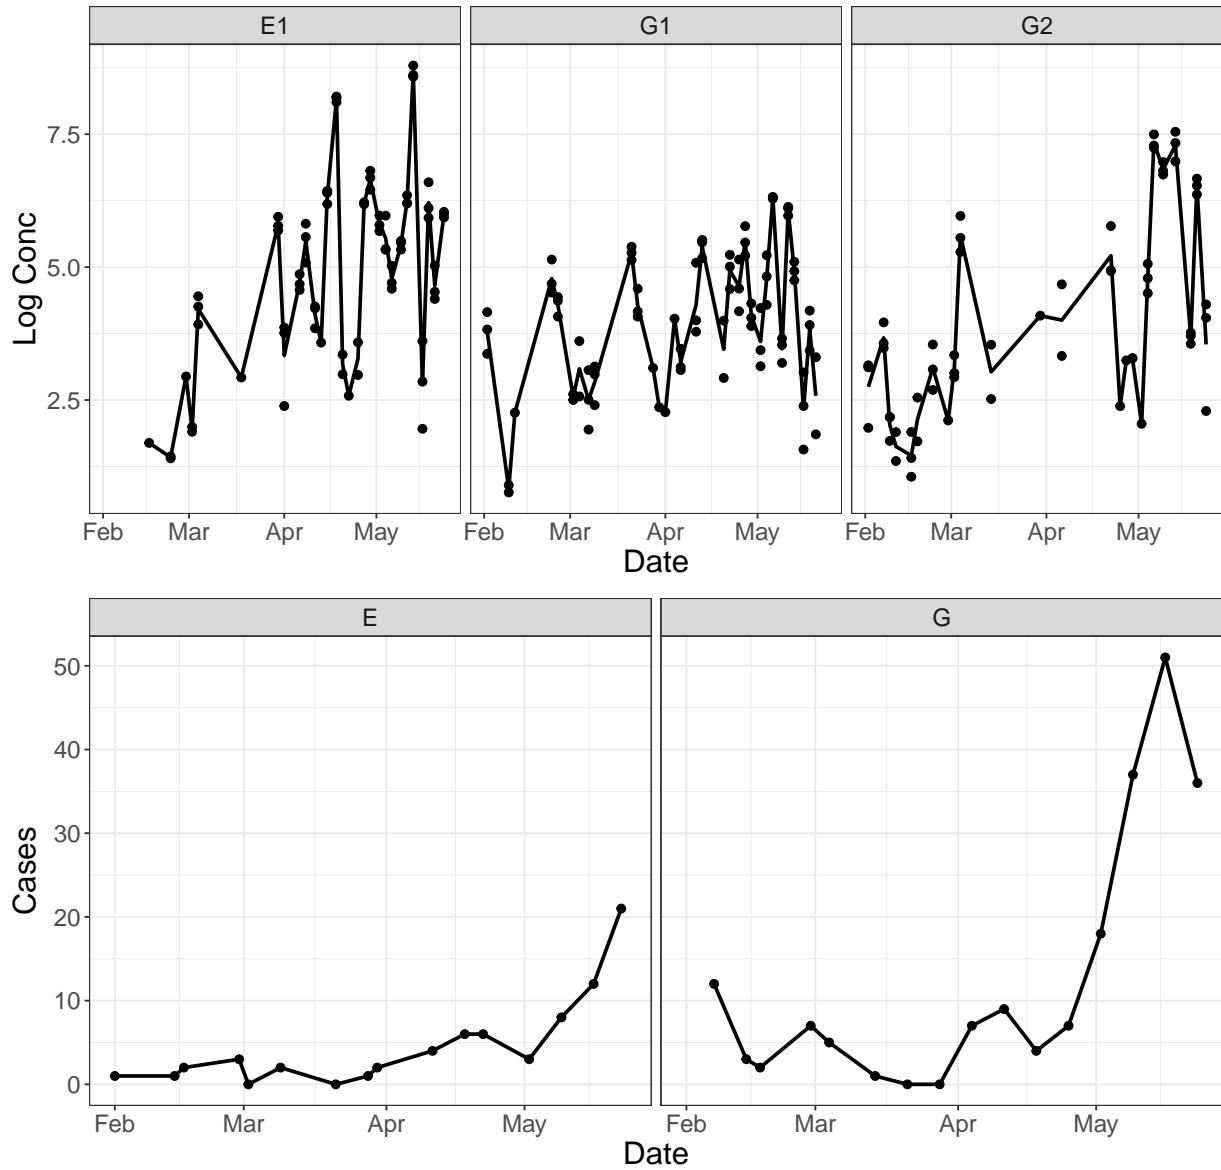 E1 G1 G2
Log Conc
7.5
5.0
2.5
Feb Mar Apr May Feb Mar Apr May Feb Mar Apr May
Date
E G
Cases
50
40
30
20
10
0
Feb Mar Apr May Feb Mar Apr May
Date